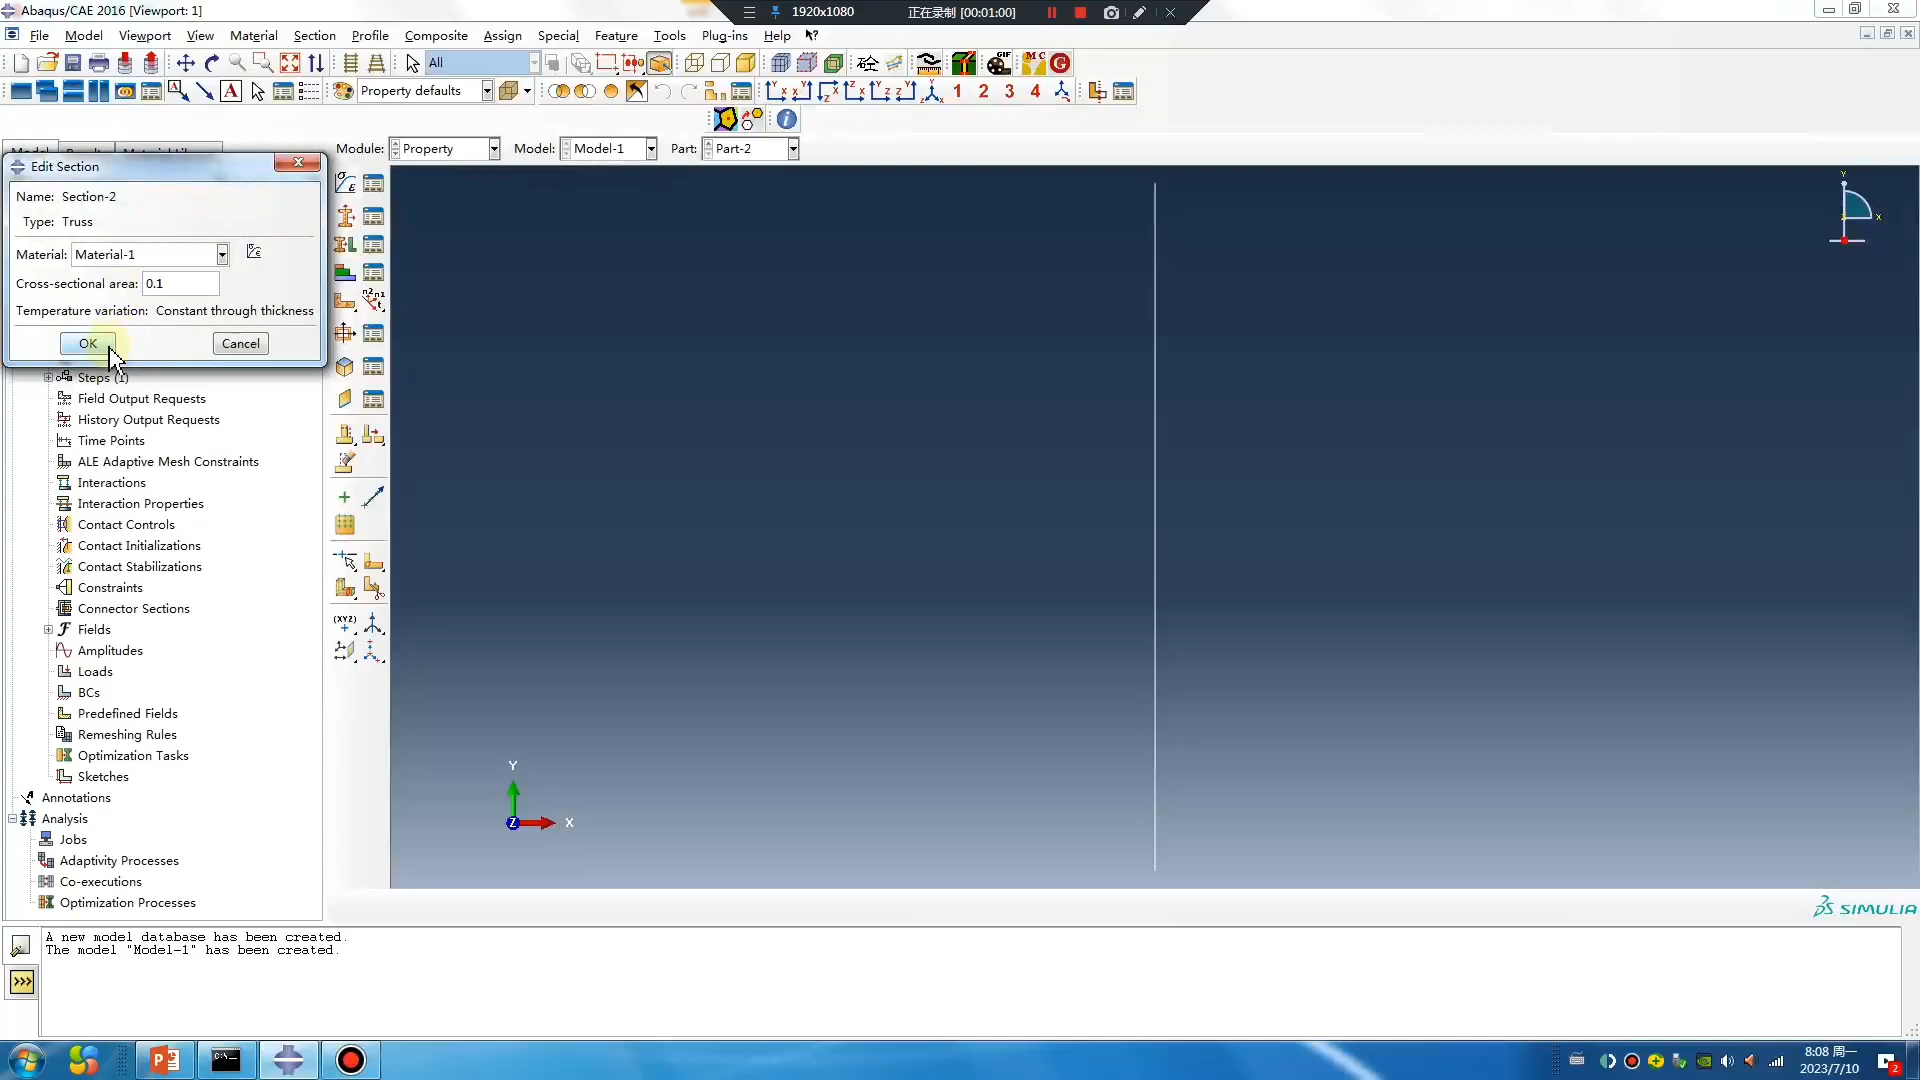 Abaqus/CAE 2016 [Viewport: 1]
1920x1080
正在录制 [00:01:00]
File Model Viewport View Material Section Profile Composite Assign Special Feature Tools Plug-ins Help
All
GIF
M C
G
Property defaults
1 2 3 4
Module: Property Model: Model-1 Part: Part-2
Edit Section
Name: Section-2
Type: Truss
Material: Material-1
Cross-sectional area: 0.1
Temperature variation: Constant through thickness
OK
Cancel
Steps (1)
Field Output Requests
History Output Requests
Time Points
ALE Adaptive Mesh Constraints
Interactions
Interaction Properties
Contact Controls
Contact Initializations
Contact Stabilizations
Constraints
Connector Sections
Fields
Amplitudes
Loads
BCs
Predefined Fields
Remeshing Rules
Optimization Tasks
Sketches
Annotations
Analysis
Jobs
Adaptivity Processes
Co-executions
Optimization Processes
(XYZ)
Y
X
Y
Z
X
SIMULIA
A new model database has been created.
The model "Model-1" has been created.
>>>
8:08 周一
2023/7/10
2